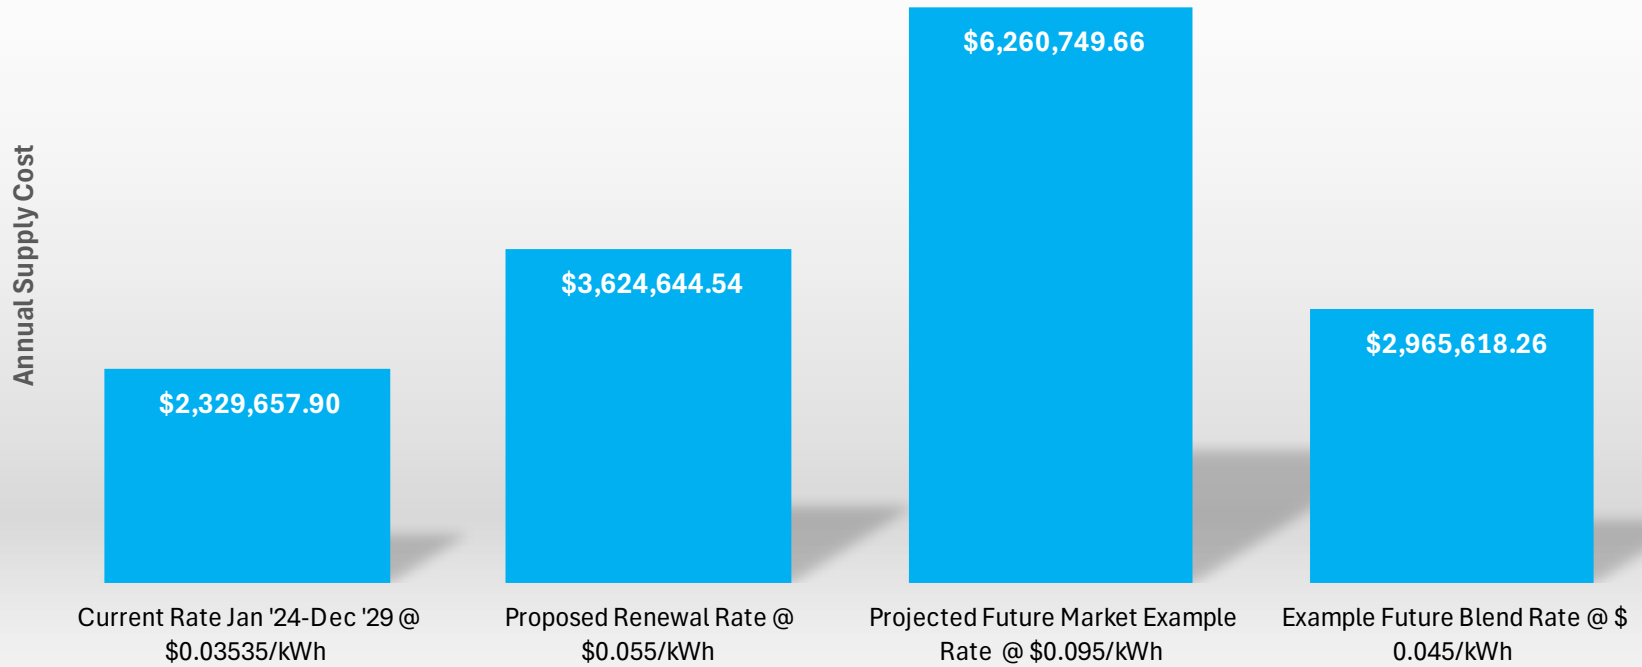 Annual Supply Cost
$2,329,657.90
$3,624,644.54
$6,260,749.66
$2,965,618.26
Current Rate Jan '24-Dec '29 @
$0.03535/kWh
Proposed Renewal Rate @
$0.055/kWh
Projected Future Market Example
Rate @ $0.095/kWh
Example Future Blend Rate @ $
0.045/kWh